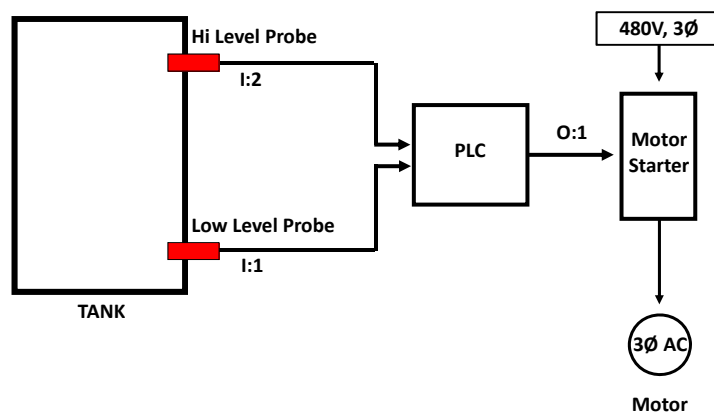 480V, 3Ø
Hi Level Probe
I:2
PLC
O:1
Motor
Starter
Low Level Probe
I:1
TANK
3Ø AC
Motor